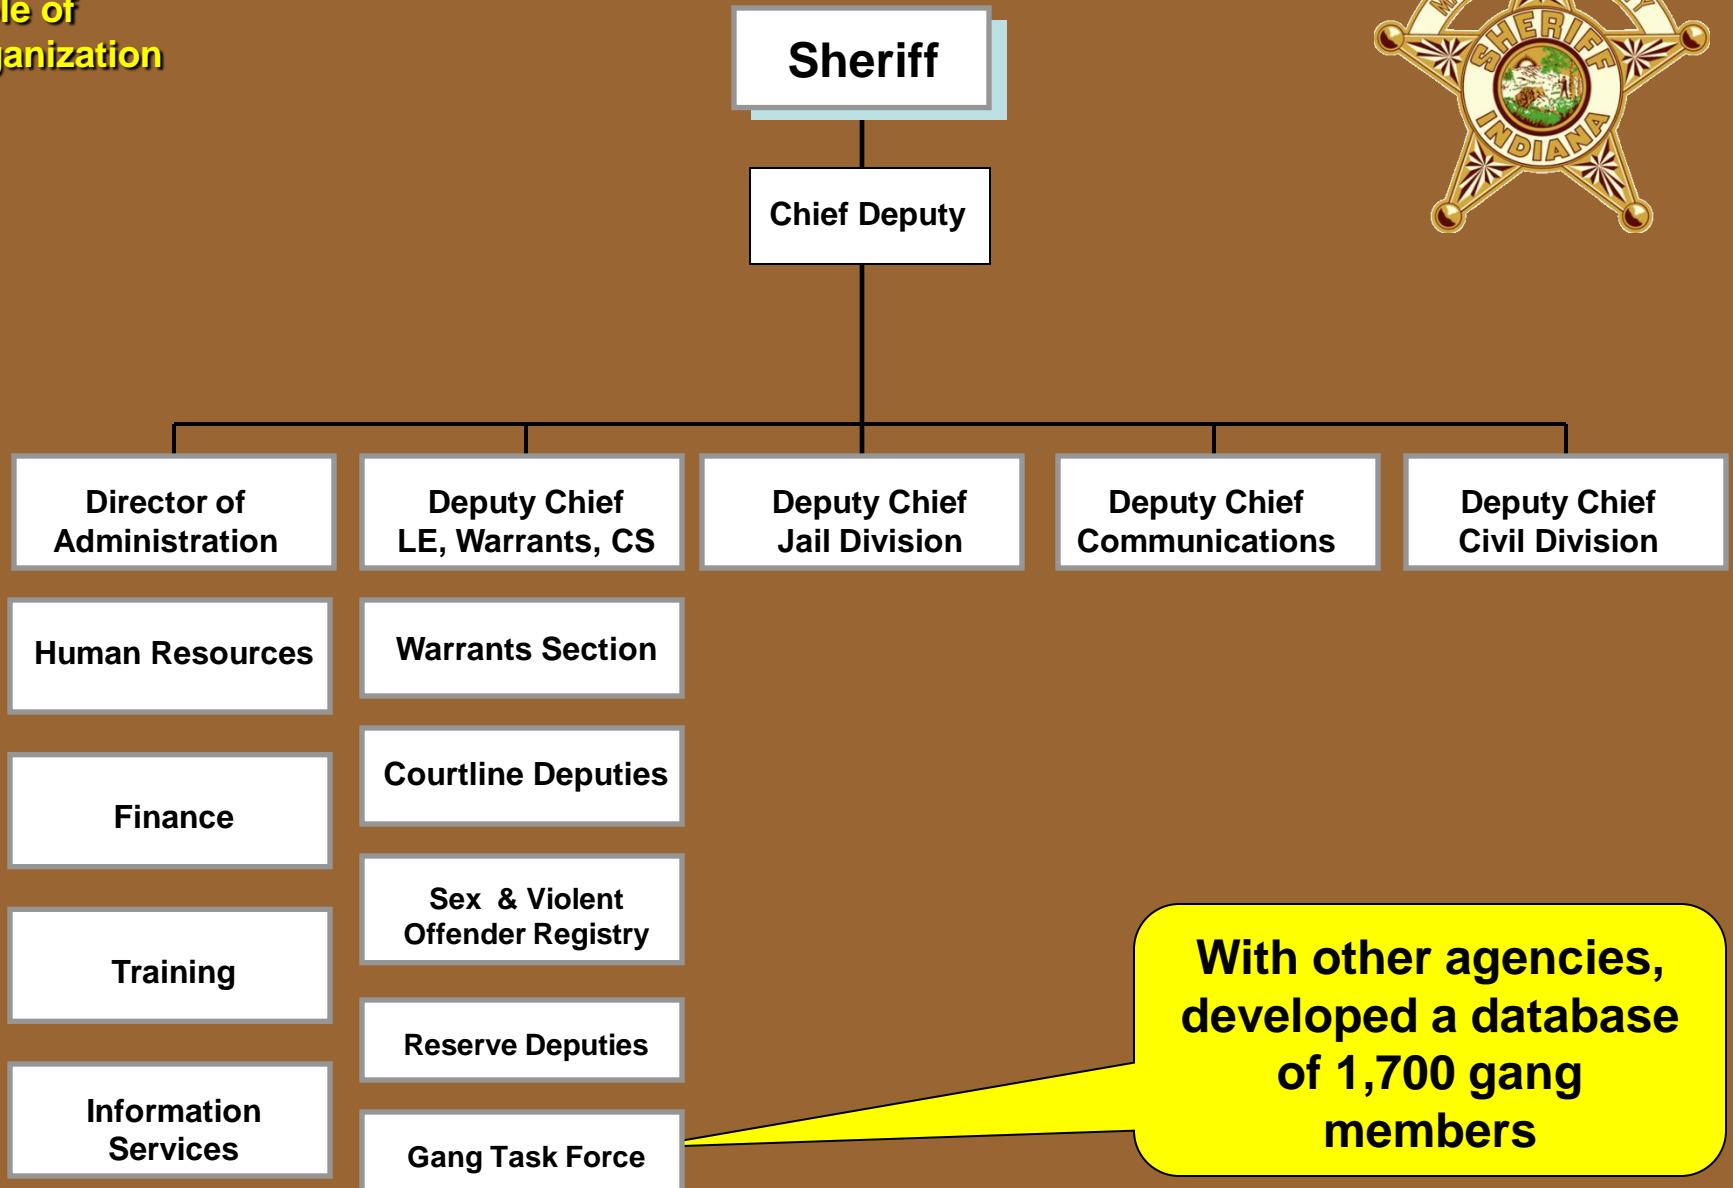 le of
ganization
Sheriff
SHERIFF
INDIANA
Chief Deputy
Director of
Administration
Deputy Chief
LE, Warrants, CS
Deputy Chief
Jail Division
Deputy Chief
Communications
Deputy Chief
Civil Division
Human Resources
Finance
Training
Information
Services
Warrants Section
Courtline Deputies
Sex & Violent
Offender Registry
Reserve Deputies
Gang Task Force
With other agencies,
developed a database
of 1,700 gang
members